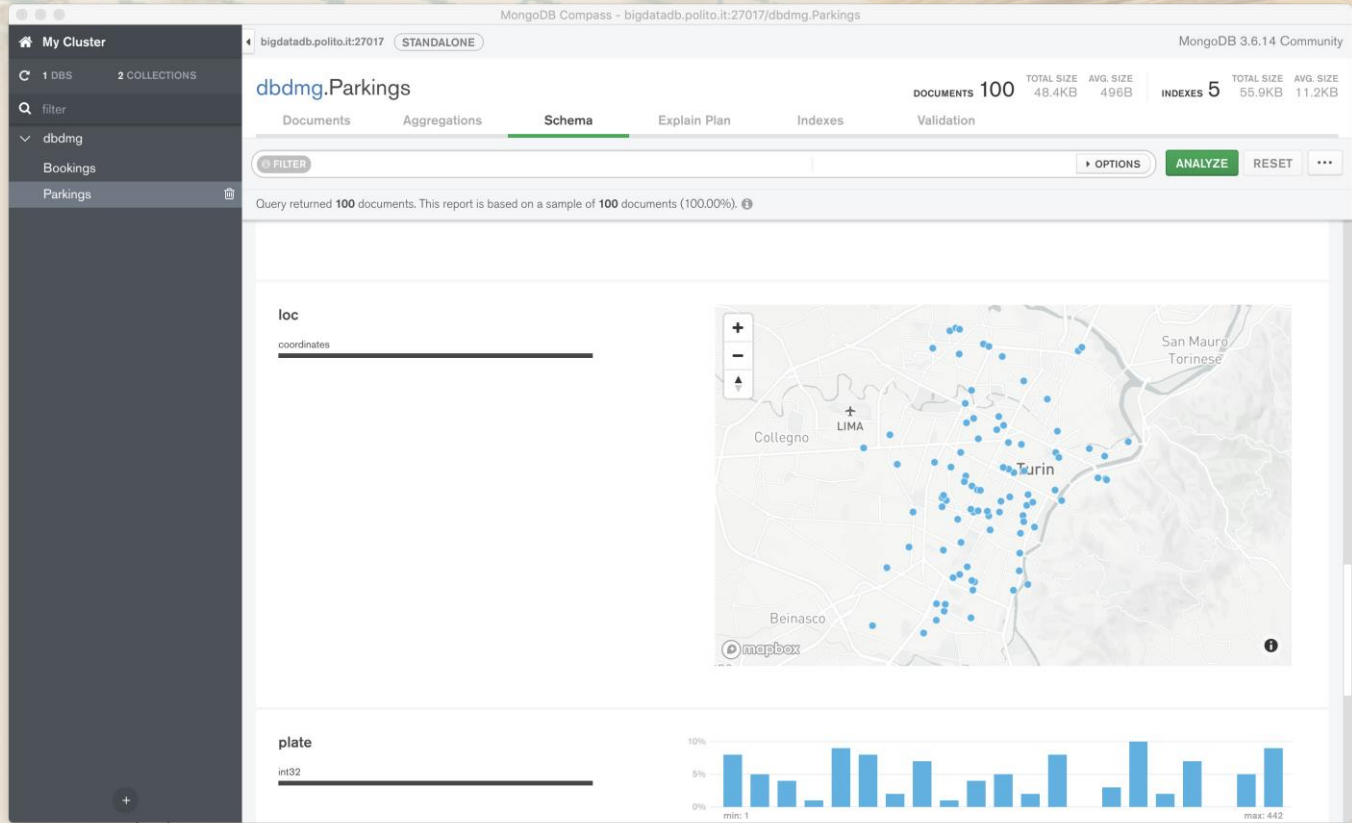 MongoDB Compass - bigdatadb.polito.it:27017/dbdmg.Parkings
My Cluster
bigdatadb.polito.it:27017 STANDALONE MongoDB 3.6.14 Community
1 DBS 2 COLLECTIONS
filter
dbdmg
Bookings
Parkings
dbdmg.Parkings
DOCUMENTS 100 TOTAL SIZE 48.4KB AVG. SIZE 496B INDEXES 5 TOTAL SIZE 55.9KB AVG. SIZE 11.2KB
Documents Aggregations Schema Explain Plan Indexes Validation
FILTER OPTIONS ANALYZE RESET ...
Query returned 100 documents. This report is based on a sample of 100 documents (100.00%).
loc
coordinates
+
−
San Mauro
Torinese
LIMA
Collegno
Turin
Beinasco
mapbox
plate
int32
10%
5%
0%
min: 1 max: 442
+